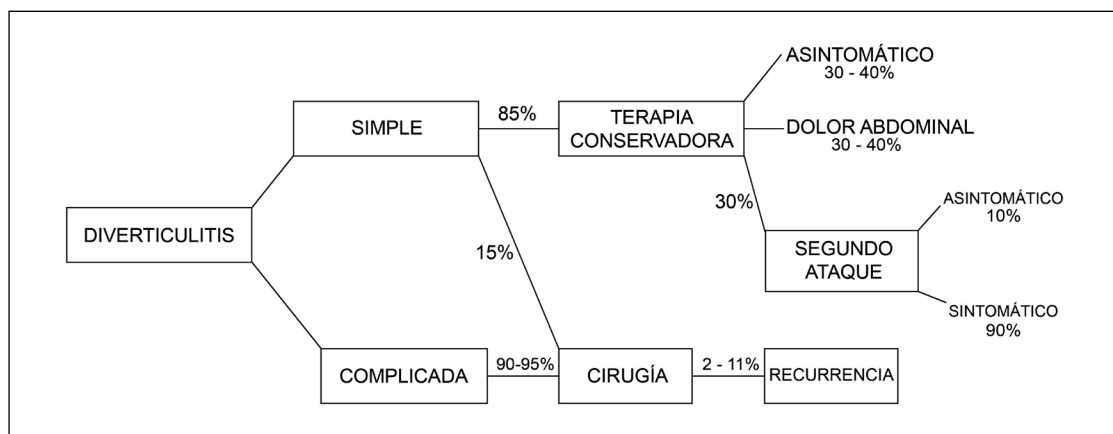 ASINTOMÁTICO
30 - 40%
85%
SIMPLE
TERAPIA
CONSERVADORA
DOLOR ABDOMINAL
30 - 40%
30%
ASINTOMÁTICO
10%
DIVERTICULITIS
15%
SEGUNDO
ATAQUE
SINTOMÁTICO
90%
COMPLICADA
90-95%
CIRUGÍA
2 - 11%
RECURRENCIA